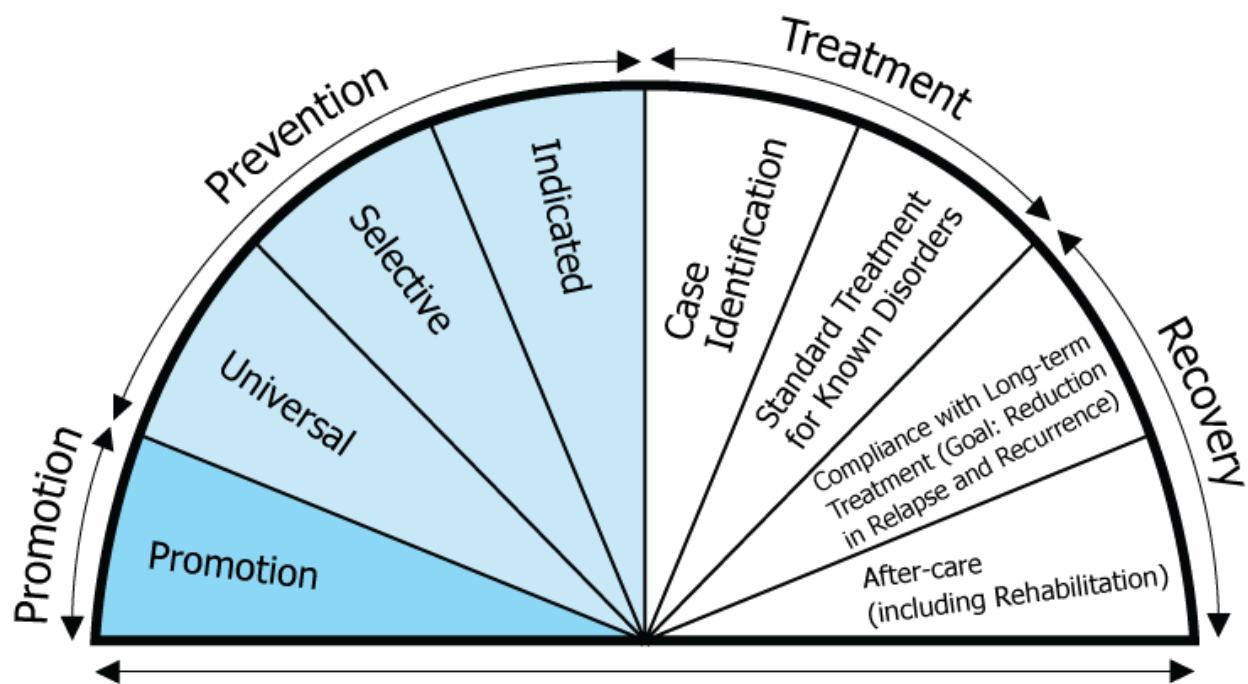 Promotion
Prevention
Treatment
Recovery
Promotion
Universal
Selective
Indicated
Case
Identification
Standard Treatment
for Known Disorders
Compliance with Long-term
Treatment (Goal: Reduction
in Relapse and Recurrence)
After-care
(including Rehabilitation)